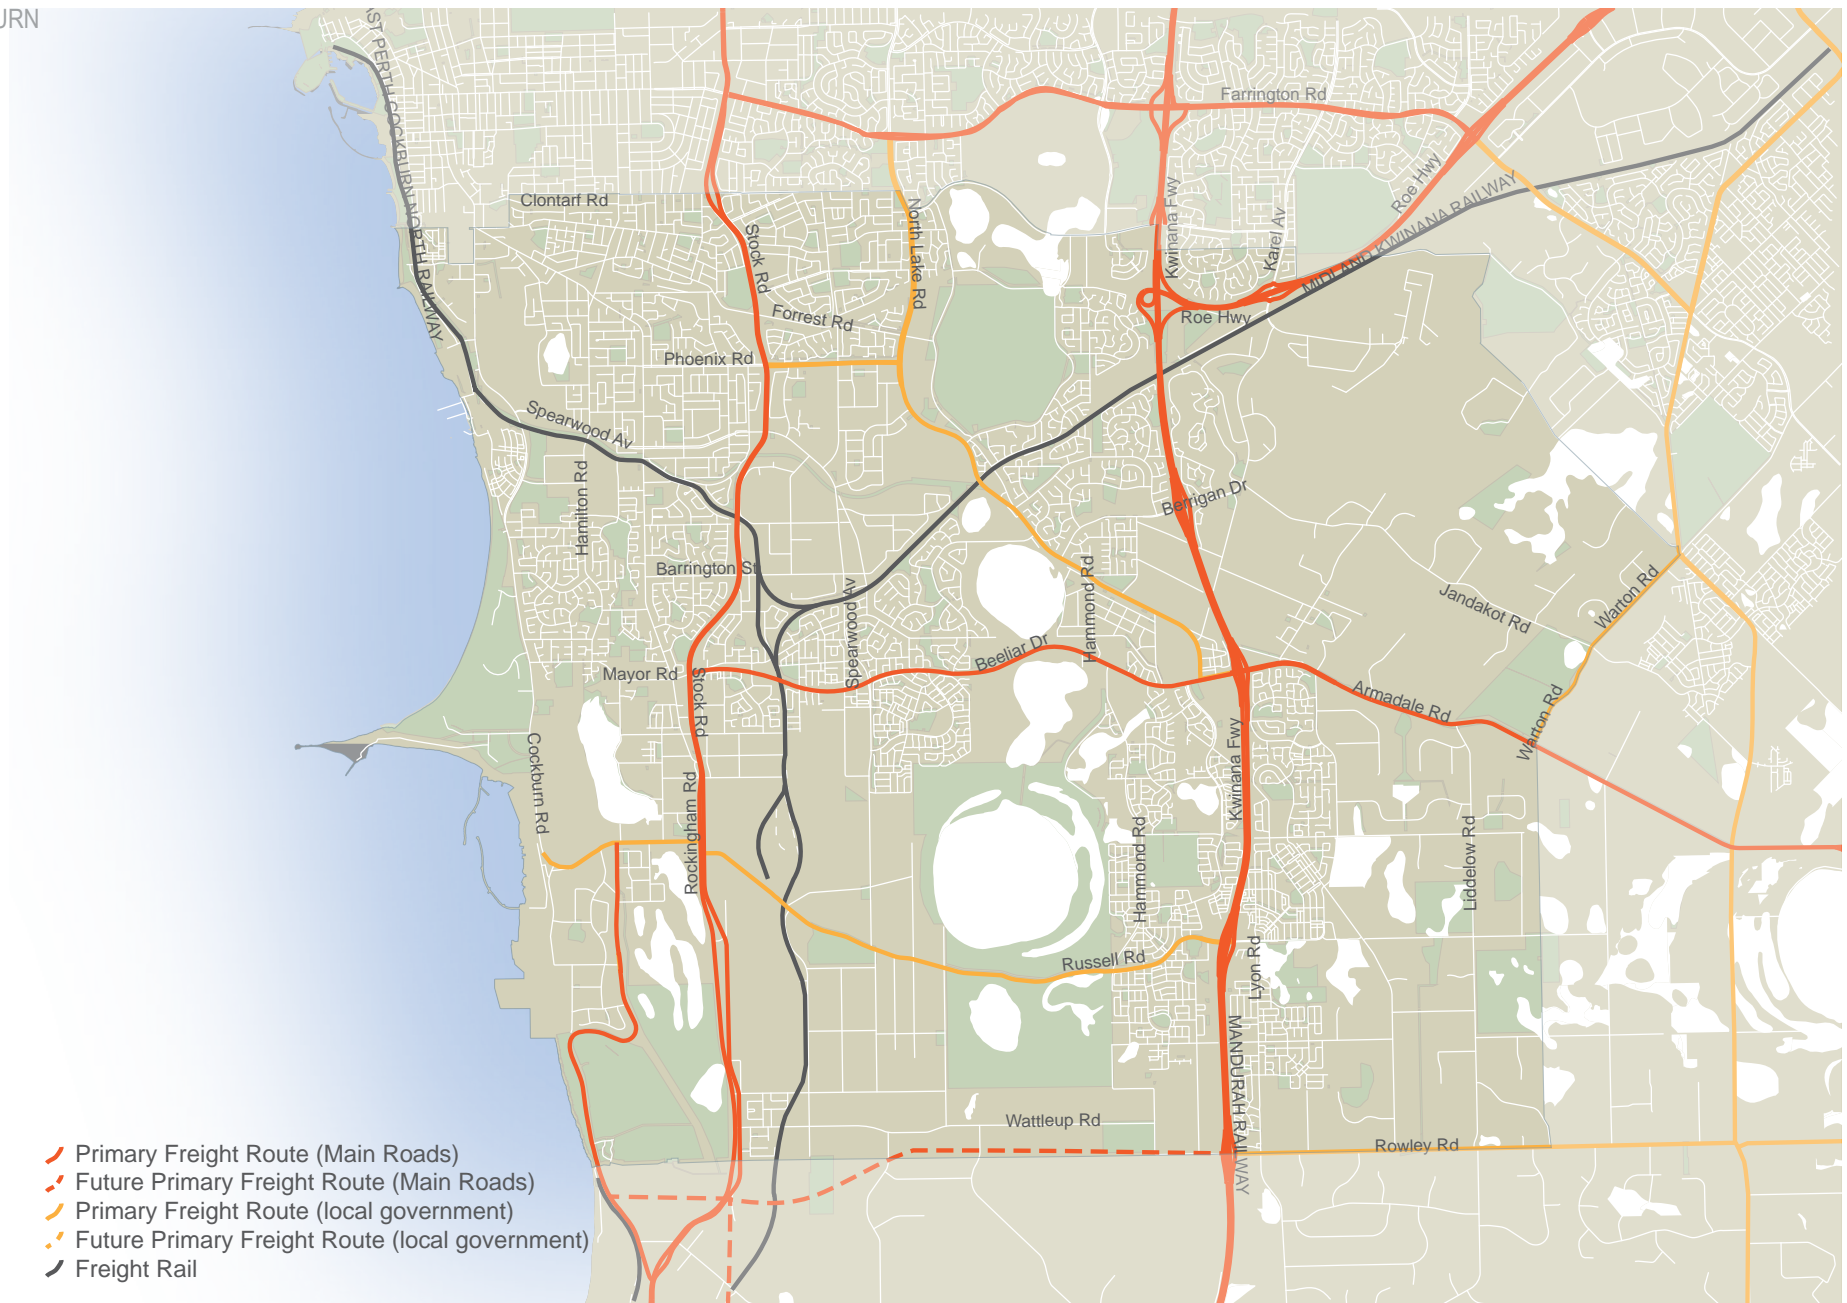 URN
AST PERTH COCKBURN NORTH RAILWAY
Farrington Rd
Clontarf Rd
Stock Rd
North Lake Rd
Kwinana Fwy
Karel Av
Roe Hwy
MIDLAND KWINANA RAILWAY
Forrest Rd
Roe Hwy
Phoenix Rd
Spearwood Av
Hamilton Rd
Berrigan Dr
Barrington St
Spearwood Av
Hammond Rd
Jandakot Rd
Warton Rd
Beeliar Dr
Mayor Rd
Stock Rd
Armadale Rd
Warton Rd
Cockburn Rd
Rockingham Rd
Kwinana Fwy
Hammond Rd
Liddelow Rd
Russell Rd
Lyon Rd
MANDURAH RAILWAY
Wattleup Rd
Rowley Rd
Primary Freight Route (Main Roads)
Future Primary Freight Route (Main Roads)
Primary Freight Route (local government)
Future Primary Freight Route (local government)
Freight Rail